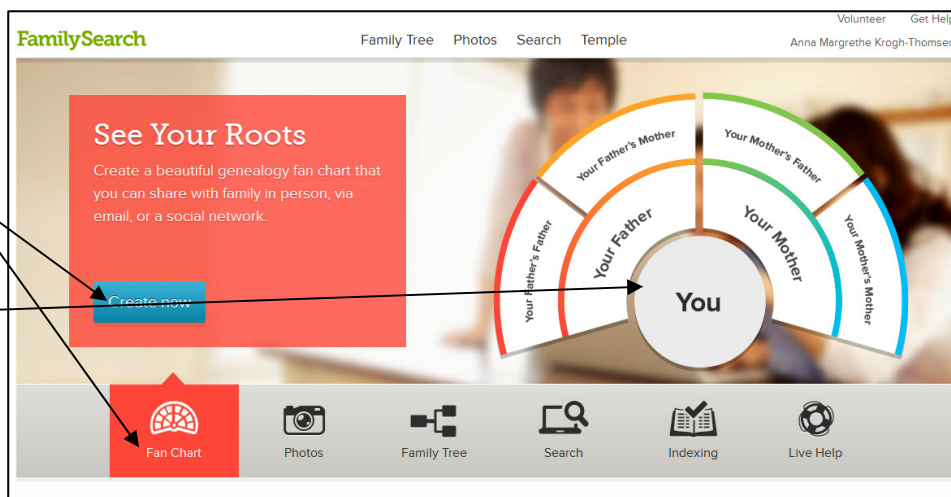 Volunteer Get Help
FamilySearch
Family Tree Photos Search Temple
Anna Margrethe Krogh-Thomsen
See Your Roots
Create a beautiful genealogy fan chart that
you can share with family in person, via
email, or a social network.
Create now
Your Father's Father
Your Father's Mother
Your Mother's Father
Your Mother's Mother
Your Father
Your Mother
You
Fan Chart
Photos
Family Tree
Search
Indexing
Live Help